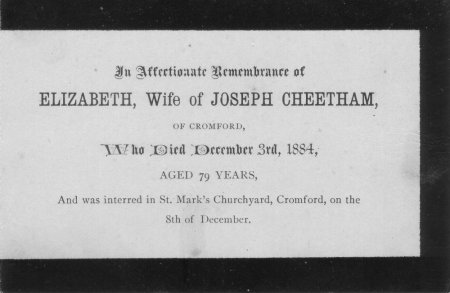 In Affectionate Remembrance of
ELIZABETH, Wife of JOSEPH CHEETHAM,
OF CROMFORD,
Who Died December 3rd, 1884,
AGED 79 YEARS,
And was interred in St. Mark's Churchyard, Cromford, on the
8th of December.